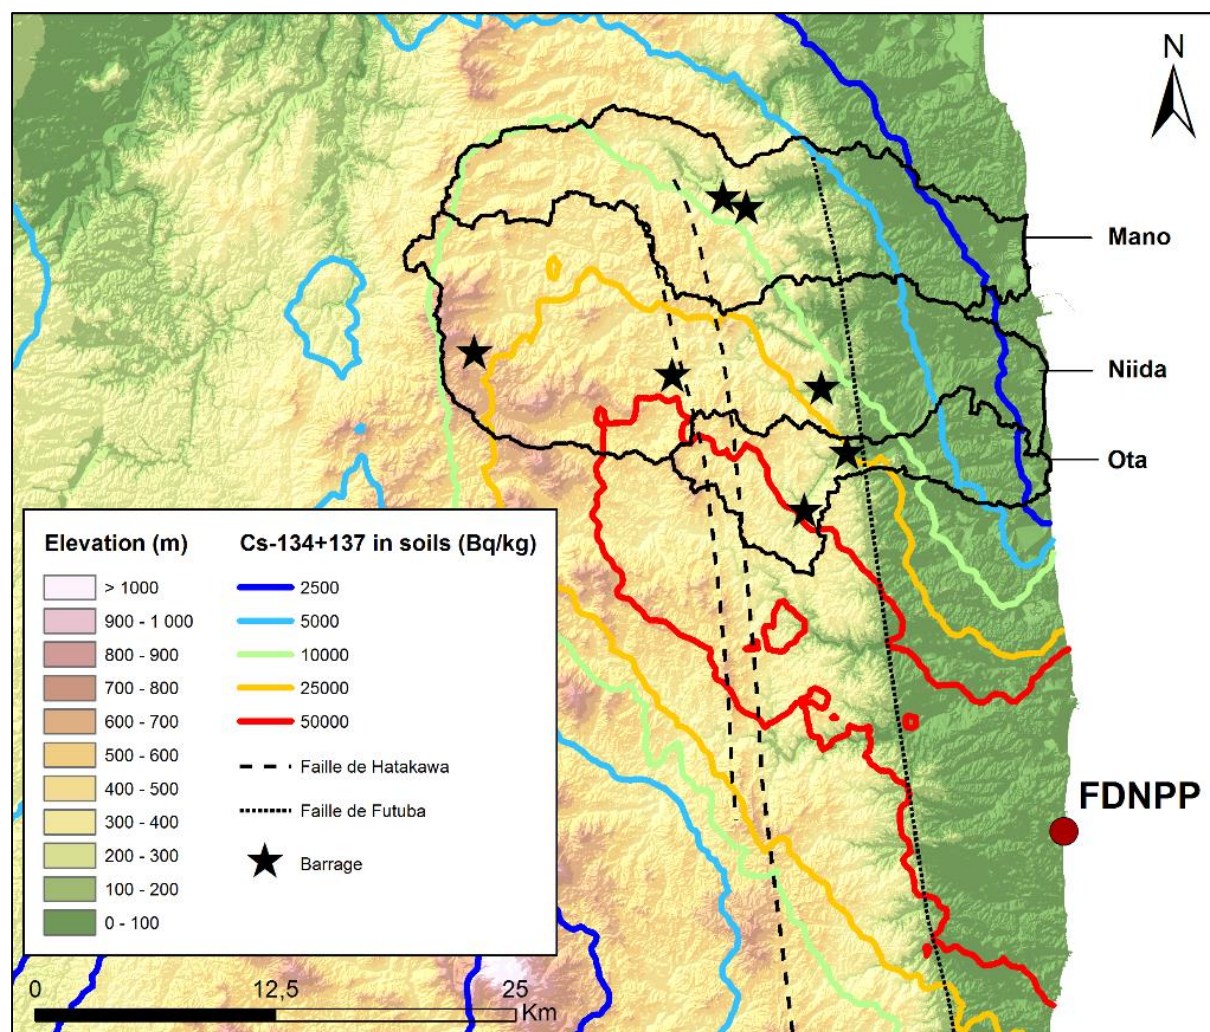 N
Mano
Niida
Ota
FDNPP
Elevation (m)
> 1000
900 - 1 000
800 - 900
700 - 800
600 - 700
500 - 600
400 - 500
300 - 400
200 - 300
100 - 200
0 - 100
Cs-134+137 in soils (Bq/kg)
2500
5000
10000
25000
50000
Faille de Hatakawa
Faille de Futuba
Barrage
0 12,5 25
Km